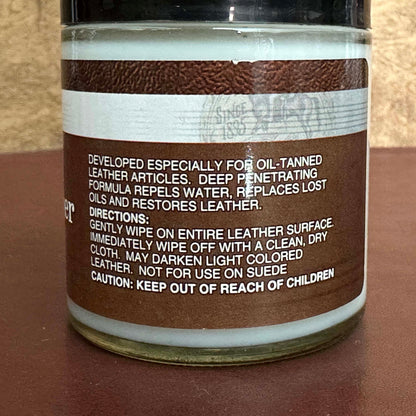 SINCE
1883
DEVELOPED ESPECIALLY FOR OIL-TANNED
LEATHER ARTICLES. DEEP PENETRATING
FORMULA REPELS WATER, REPLACES LOST
OILS AND RESTORES LEATHER.
DIRECTIONS:
GENTLY WIPE ON ENTIRE LEATHER SURFACE.
IMMEDIATELY WIPE OFF WITH A CLEAN, DRY
CLOTH. MAY DARKEN LIGHT COLORED
LEATHER. NOT FOR USE ON SUEDE
CAUTION: KEEP OUT OF REACH OF CHILDREN